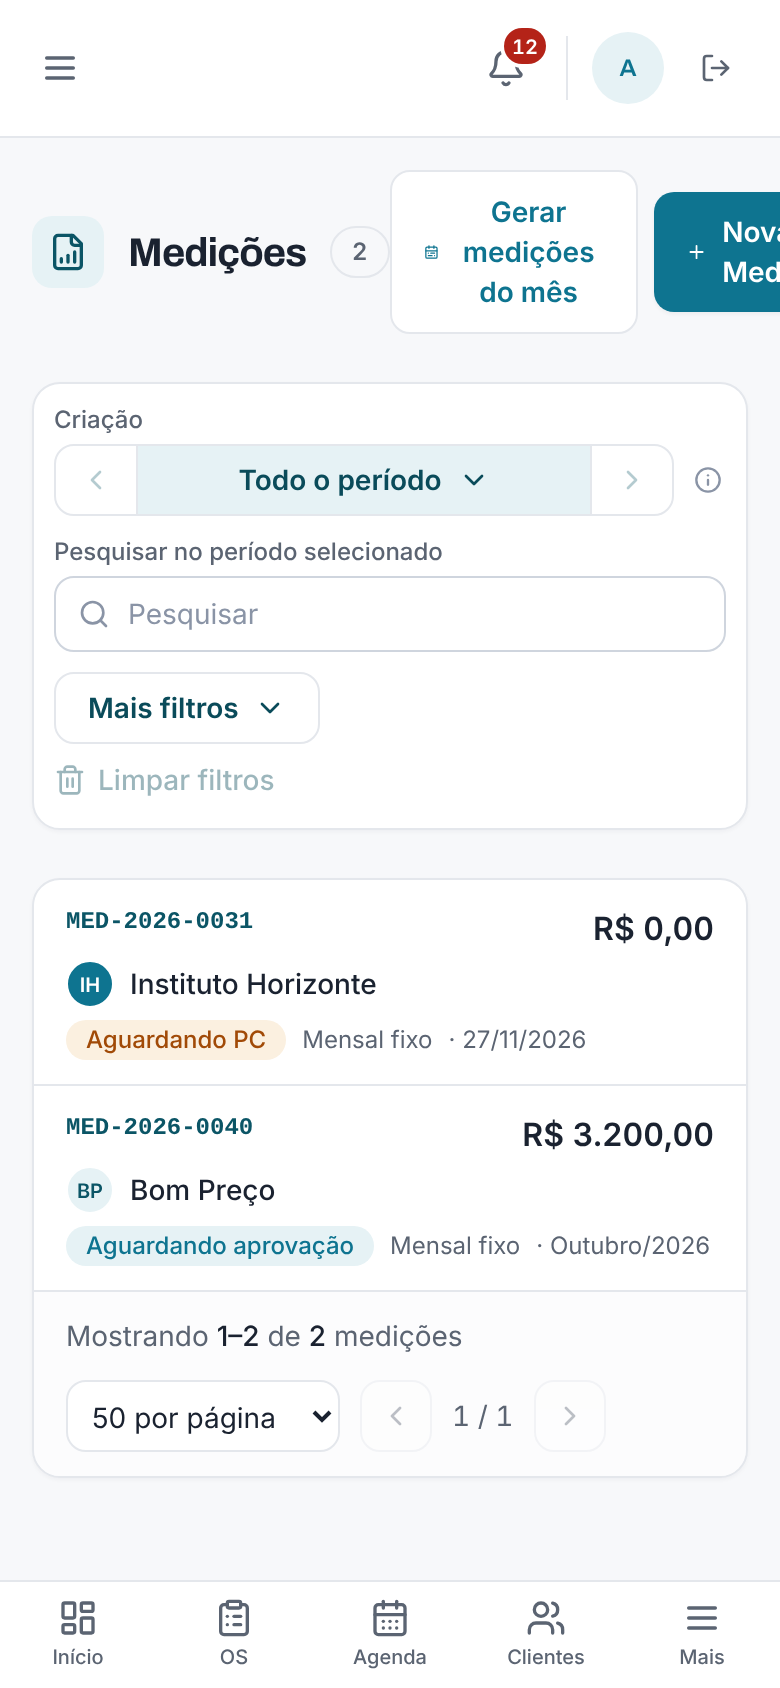 12
A
Medições
2
Gerar
medições
do mês
Nova
Med
Criação
Todo o período
Pesquisar no período selecionado
Pesquisar
Mais filtros
Limpar filtros
MED-2026-0031
R$ 0,00
IH
Instituto Horizonte
Aguardando PC
Mensal fixo · 27/11/2026
MED-2026-0040
R$ 3.200,00
BP
Bom Preço
Aguardando aprovação
Mensal fixo · Outubro/2026
Mostrando 1–2 de 2 medições
50 por página
1 / 1
Início
OS
Agenda
Clientes
Mais